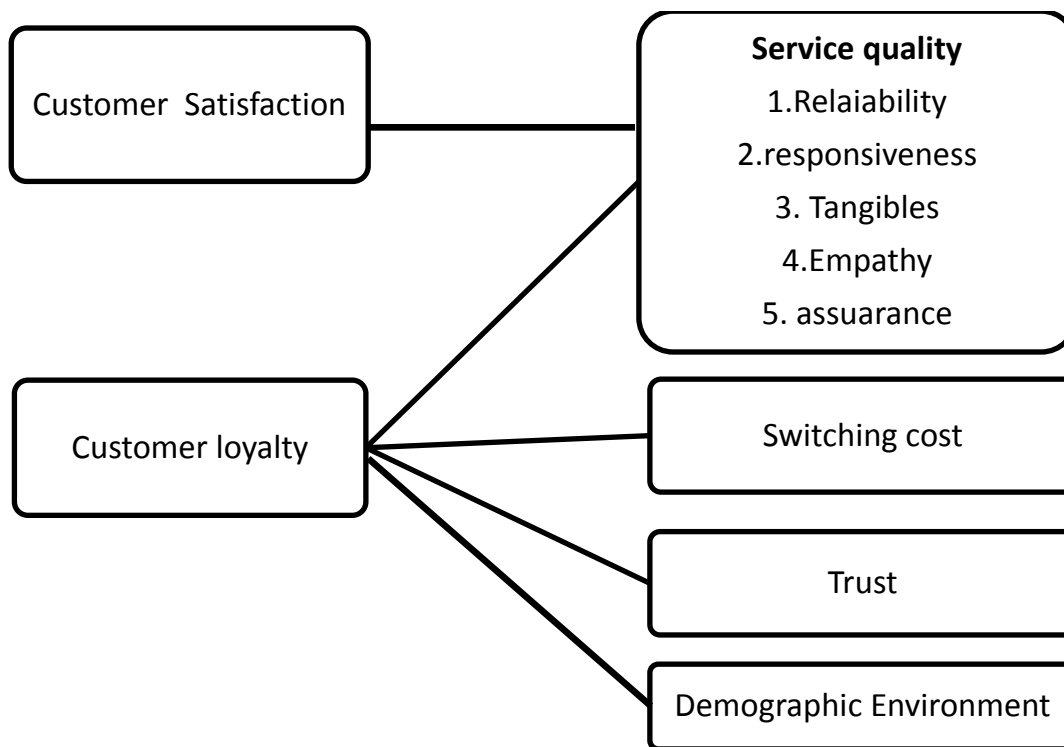 Customer Satisfaction
Service quality
1.Relaiability
2.responsiveness
3. Tangibles
4.Empathy
5. assuarance
Customer loyalty
Switching cost
Trust
Demographic Environment